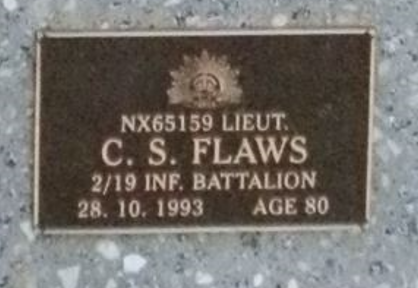 NX65159 LIEUT.
C. S. FLAWS
2/19 INF. BATTALION
28. 10. 1993 AGE 80